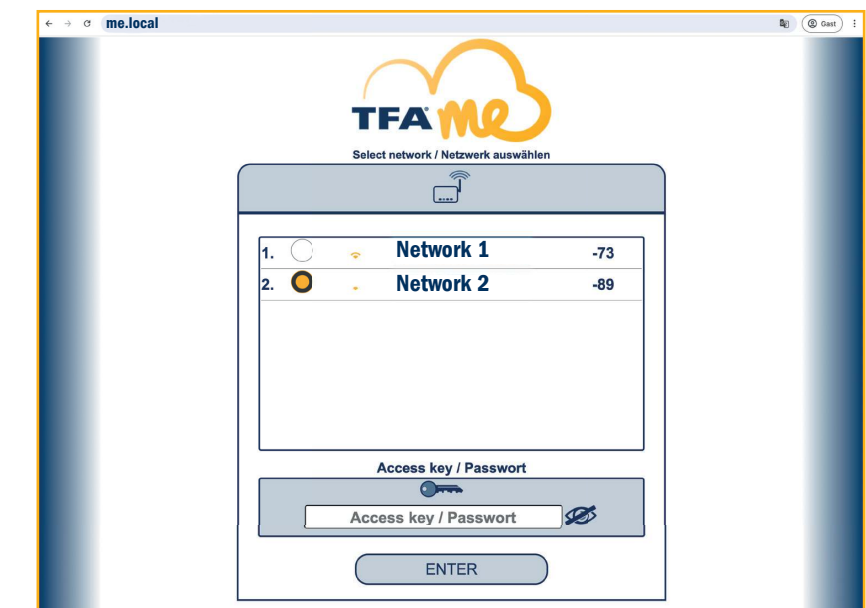 me.local
Gast
TFA me
Select network / Netzwerk auswählen
1. Network 1 -73
2. Network 2 -89
Access key / Passwort
Access key / Passwort
ENTER